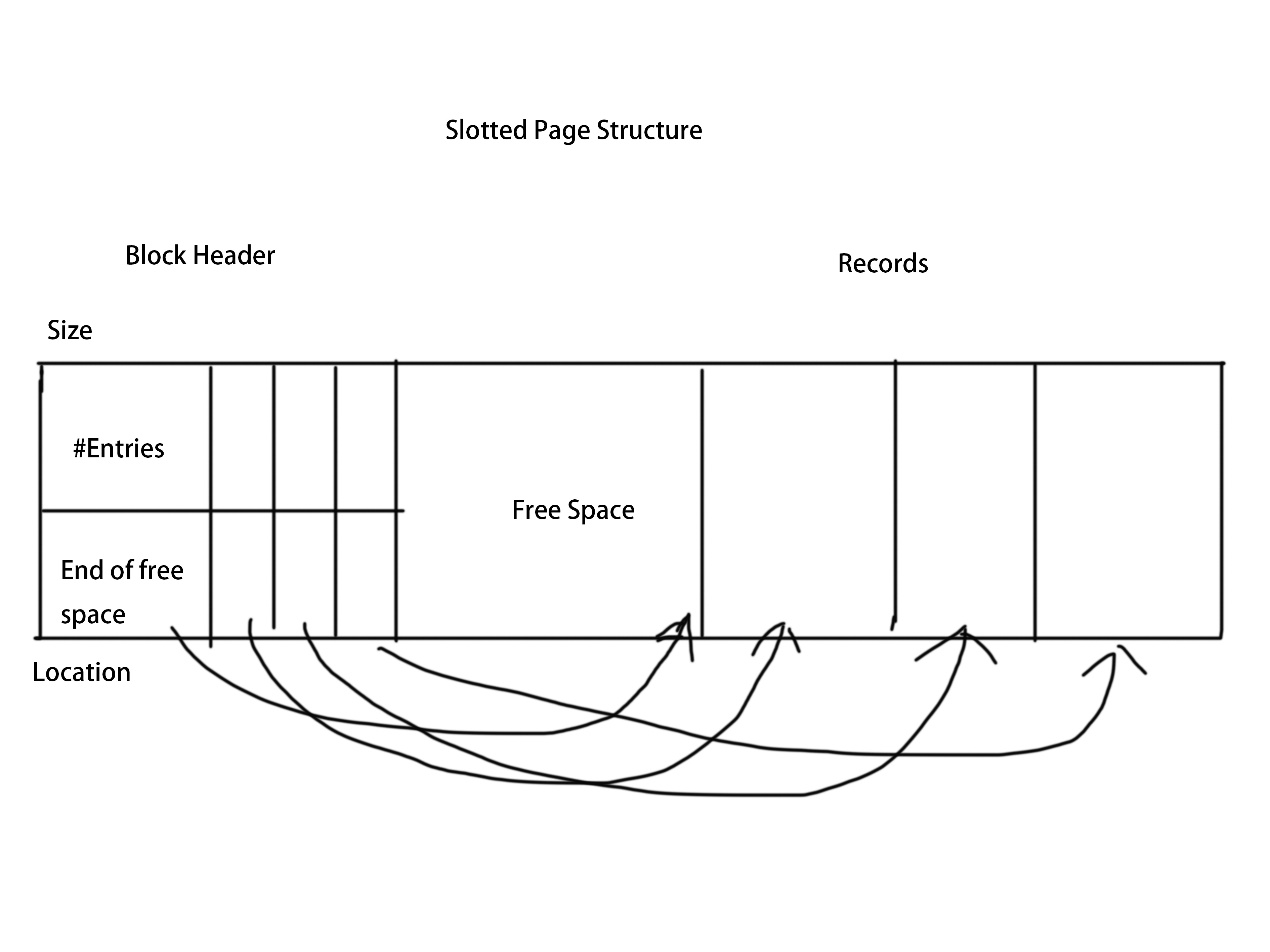 Slotted Page Structure
Block Header
Records
Size
#Entries
Free Space
End of free
space
Location